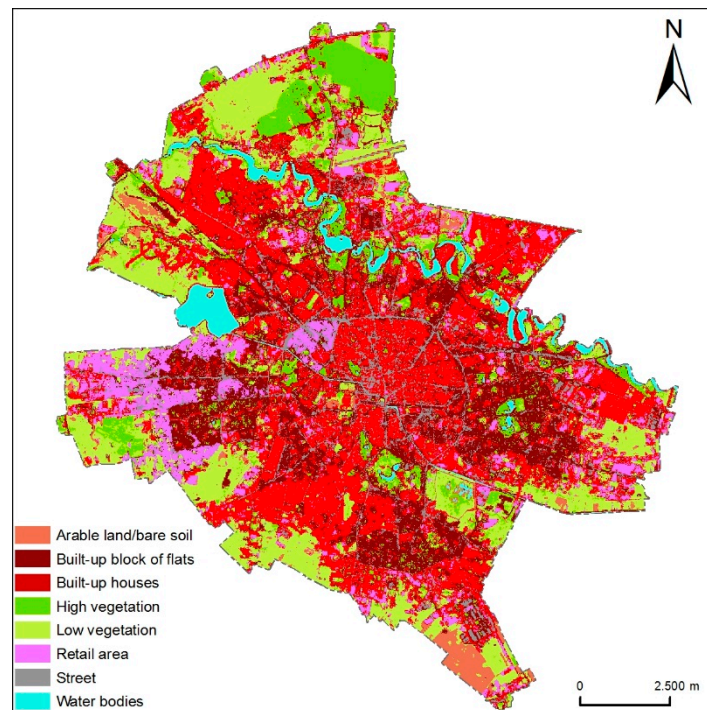 N
Arable land/bare soil
Built-up block of flats
Built-up houses
High vegetation
Low vegetation
Retail area
Street
Water bodies
0 2.500 m